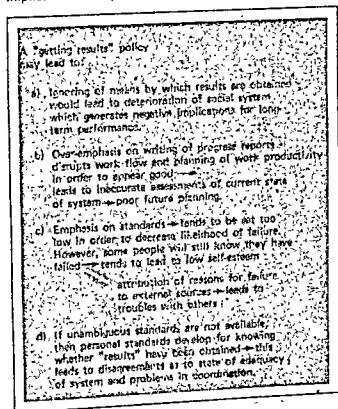 A "getting results" policy
may lead to:
a) Ignoring of means by which results are obtained
would lead to deterioration of social system
which generates negative implications for long-
term performance.
b) Over-emphasis on writing of progress reports
disrupts work-flow and planning of work productivity
in order to appear good →
leads to inaccurate assessments of current state
of system → poor future planning.
c) Emphasis on standards → tends to be set too
low in order to decrease likelihood of failure.
However, some people will still know they have
failed → tends to lead to low self-esteem
attribution of reasons for failure
to external sources → leads to
troubles with others
d) If unambiguous standards are not available,
then personal standards develop for knowing
whether "results" have been obtained → this
leads to disagreements as to state of adequacy
of system and problems in coordination.